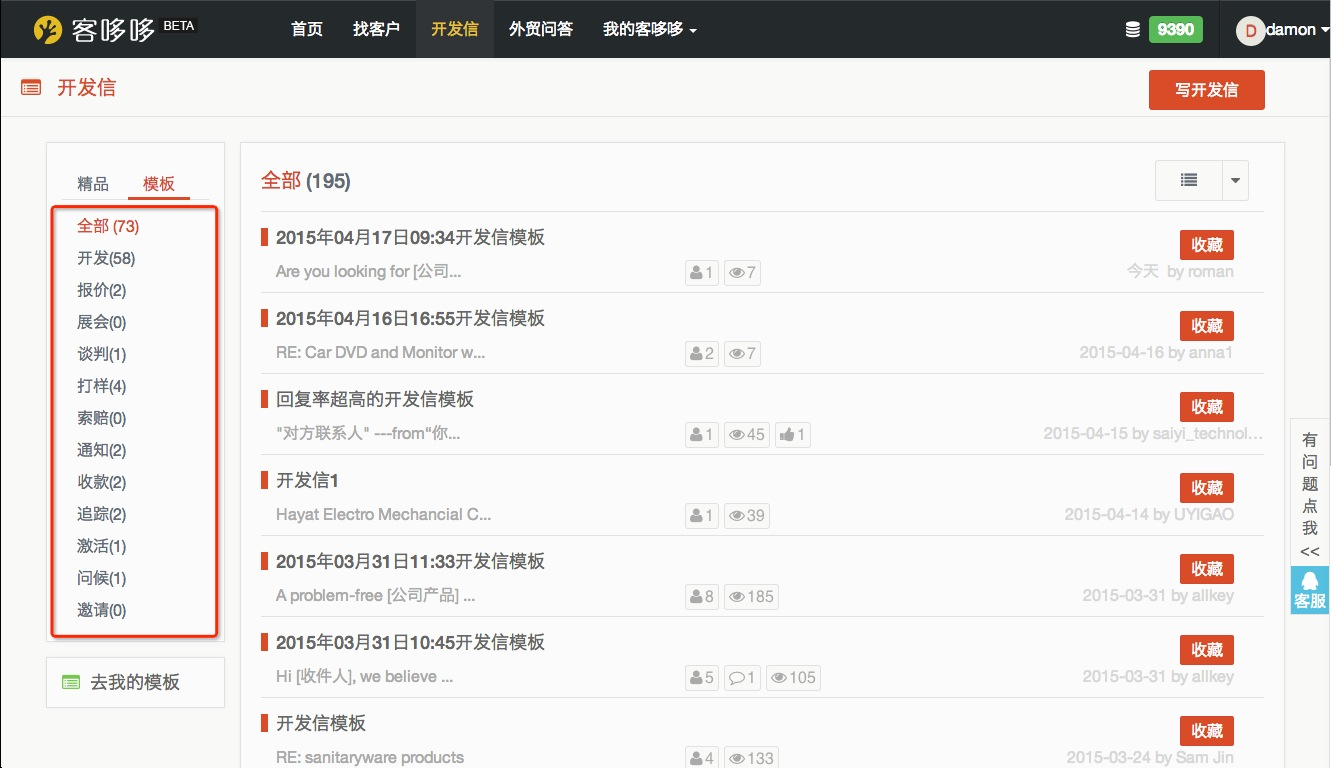 客哆哆 BETA 首页 找客户 开发信 外贸问答 我的客哆哆 9390 D damon
开发信 写开发信
精品 模板
全部 (73)
开发(58)
报价(2)
展会(0)
谈判(1)
打样(4)
索赔(0)
通知(2)
收款(2)
追踪(2)
激活(1)
问候(1)
邀请(0)
去我的模板
全部 (195)
2015年04月17日09:34开发信模板 收藏
Are you looking for [公司... 1 7 今天 by roman
2015年04月16日16:55开发信模板 收藏
RE: Car DVD and Monitor w... 2 7 2015-04-16 by anna1
回复率超高的开发信模板 收藏
"对方联系人" ---from“你... 1 45 1 2015-04-15 by saiyi_technol...
开发信1 收藏
Hayat Electro Mechancial C... 1 39 2015-04-14 by UYIGAO
2015年03月31日11:33开发信模板 收藏
A problem-free [公司产品] ... 8 185 2015-03-31 by allkey
2015年03月31日10:45开发信模板 收藏
Hi [收件人], we believe ... 5 1 105 2015-03-31 by allkey
开发信模板 收藏
RE: sanitaryware products 4 133 2015-03-24 by Sam Jin
有
问
题
点
我
<<
客服